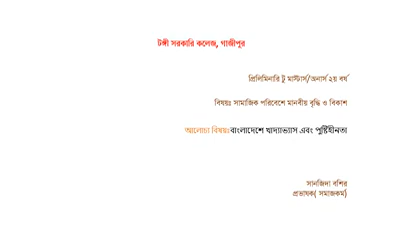 টঙ্গী সরকারি কলেজ, গাজীপুর
প্রিলিমিনারি টু মাস্টার্স/অনার্স ২য় বর্ষ
বিষয়ঃ সামাজিক পরিবেশে মানবীয় বৃদ্ধি ও বিকাশ
আলোচ্য বিষয়ঃবাংলাদেশে খাদ্যাভ্যাস এবং পুষ্টিহীনতা
সানজিদা বশির
প্রভাষক( সমাজকর্ম)